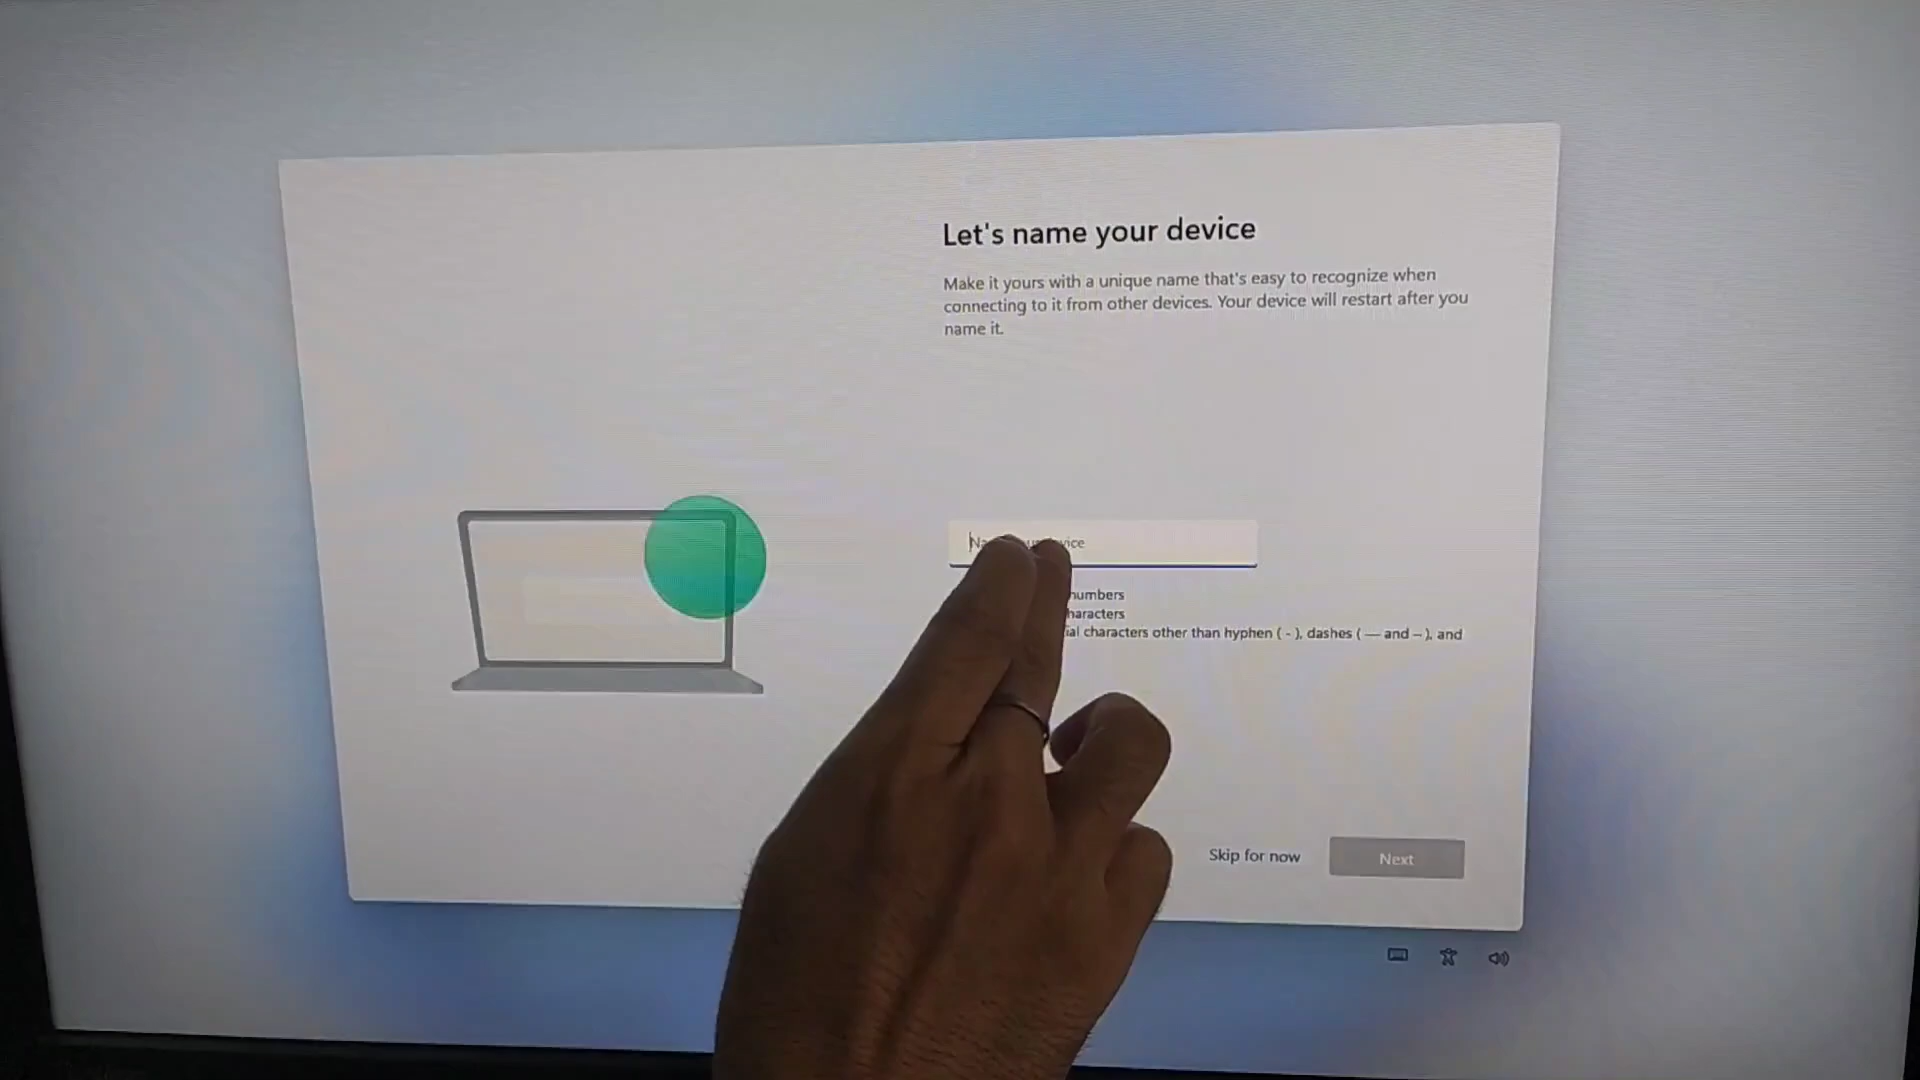 Let's name your device
Make it yours with a unique name that's easy to recognize when
connecting to it from other devices. Your device will restart after you
name it.
numbers
characters other than hyphen ( - ), dashes ( — and – ), and
Skip for now
Next